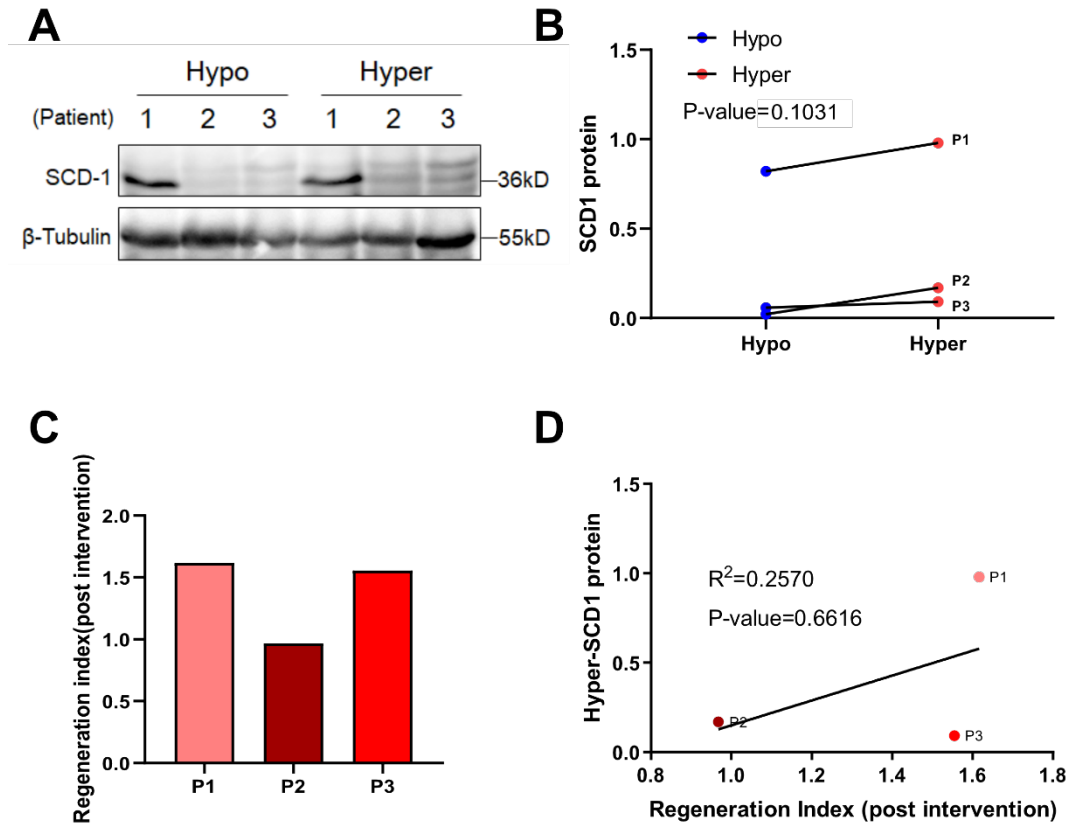 A
Hypo Hyper
(Patient) 1 2 3 1 2 3
SCD-1 36kD
β-Tubulin 55kD
B
Hypo
Hyper
P-value=0.1031
SCD1 protein
1.5
1.0
0.5
0.0
P1
P2
P3
Hypo Hyper
C
Regeneration index(post intervention)
2.0
1.5
1.0
0.5
0.0
P1 P2 P3
D
Hyper-SCD1 protein
1.5
1.0
0.5
0.0
R²=0.2570
P-value=0.6616
P1
P2
P3
0.8 1.0 1.2 1.4 1.6 1.8
Regeneration Index (post intervention)